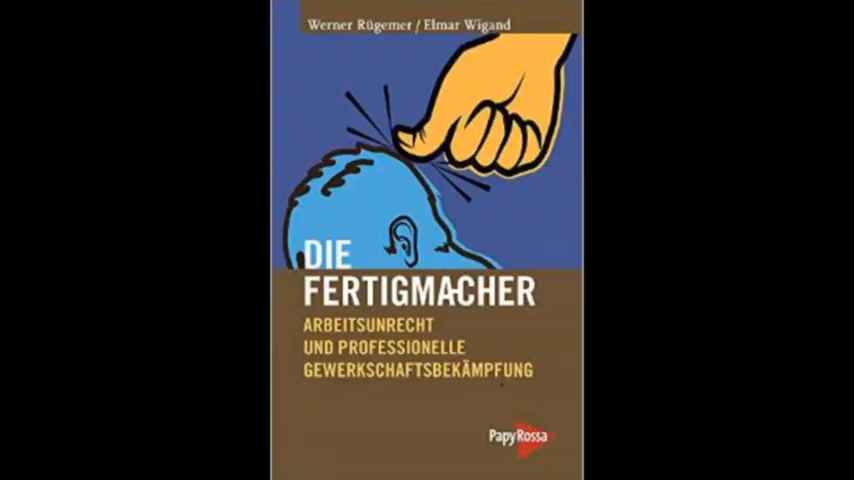 Werner Rügemer / Elmar Wigand
DIE
FERTIGMACHER
ARBEITSUNRECHT
UND PROFESSIONELLE
GEWERKSCHAFTSBEKÄMPFUNG
PapyRossa